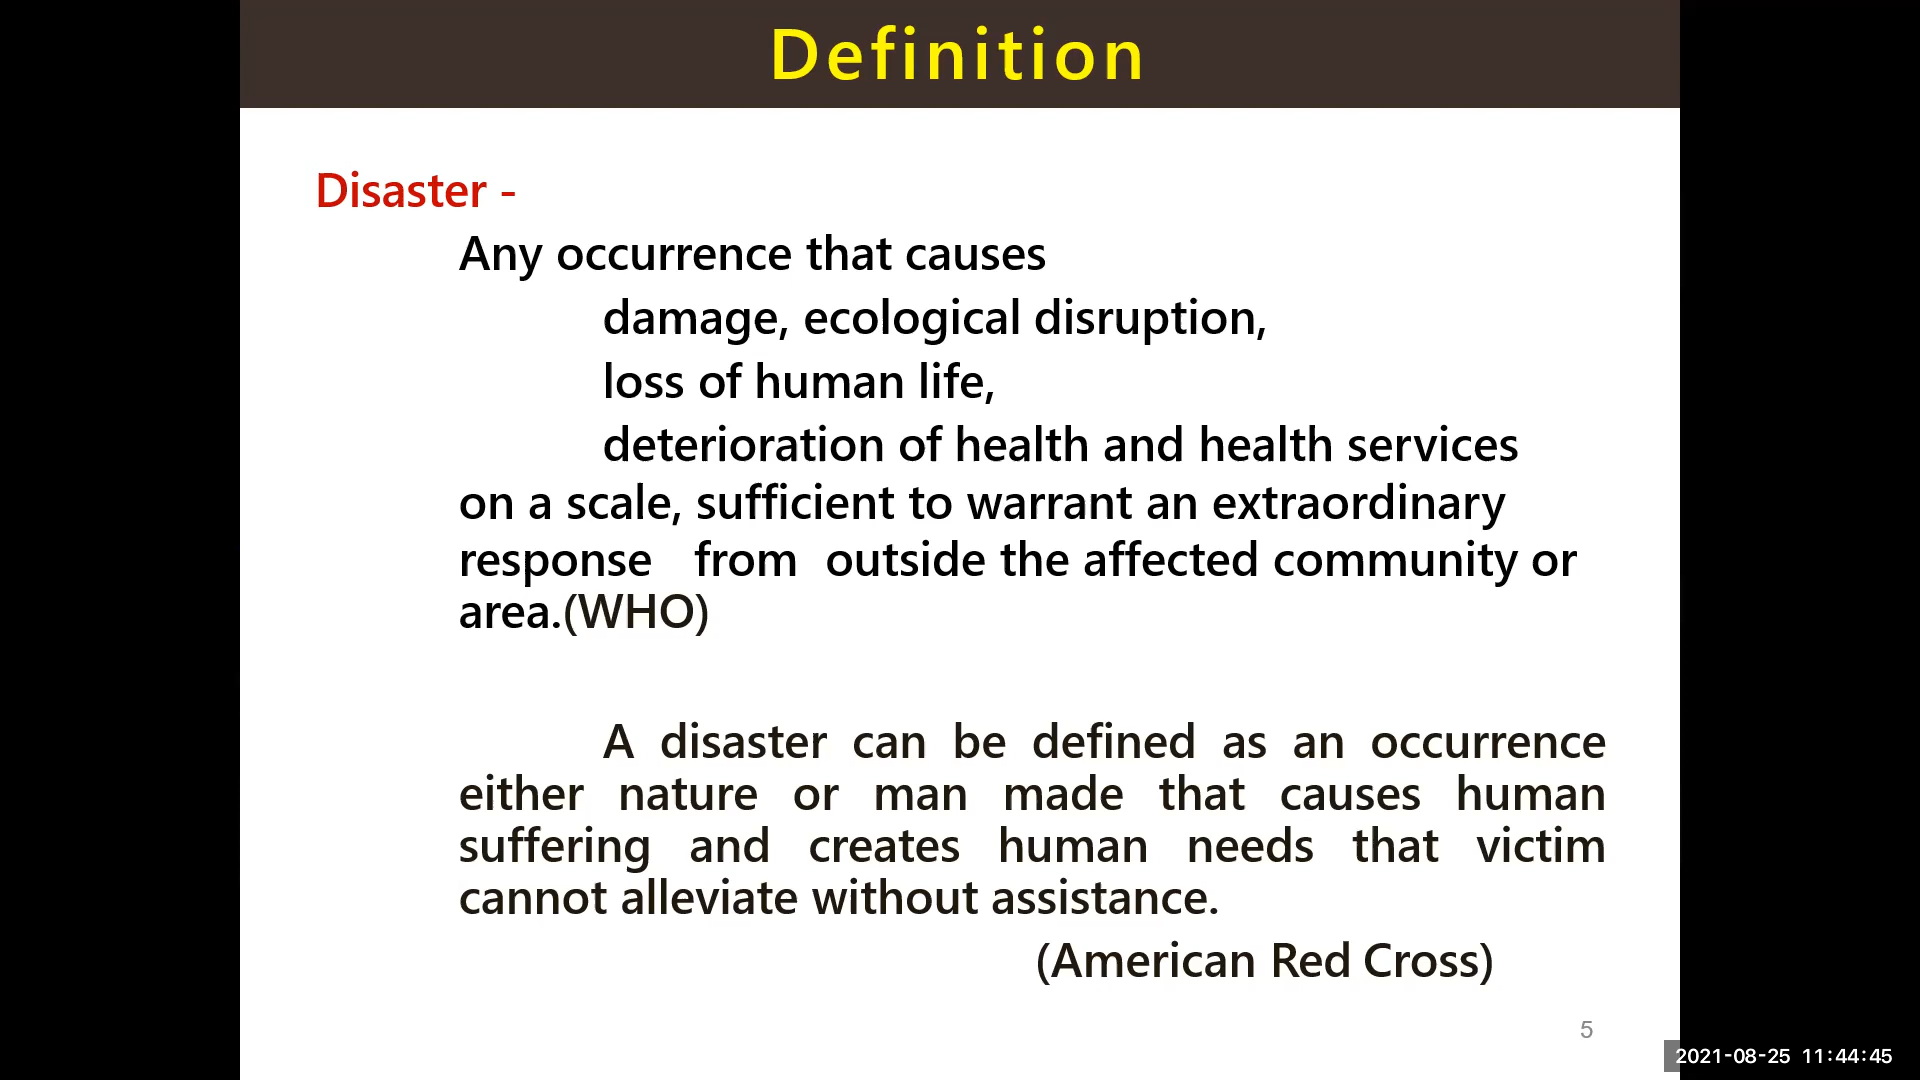 Definition
Disaster -
Any occurrence that causes
damage, ecological disruption,
loss of human life,
deterioration of health and health services
on a scale, sufficient to warrant an extraordinary
response from outside the affected community or
area.(WHO)
A disaster can be defined as an occurrence
either nature or man made that causes human
suffering and creates human needs that victim
cannot alleviate without assistance.
(American Red Cross)
5
2021-08-25 11:44:45